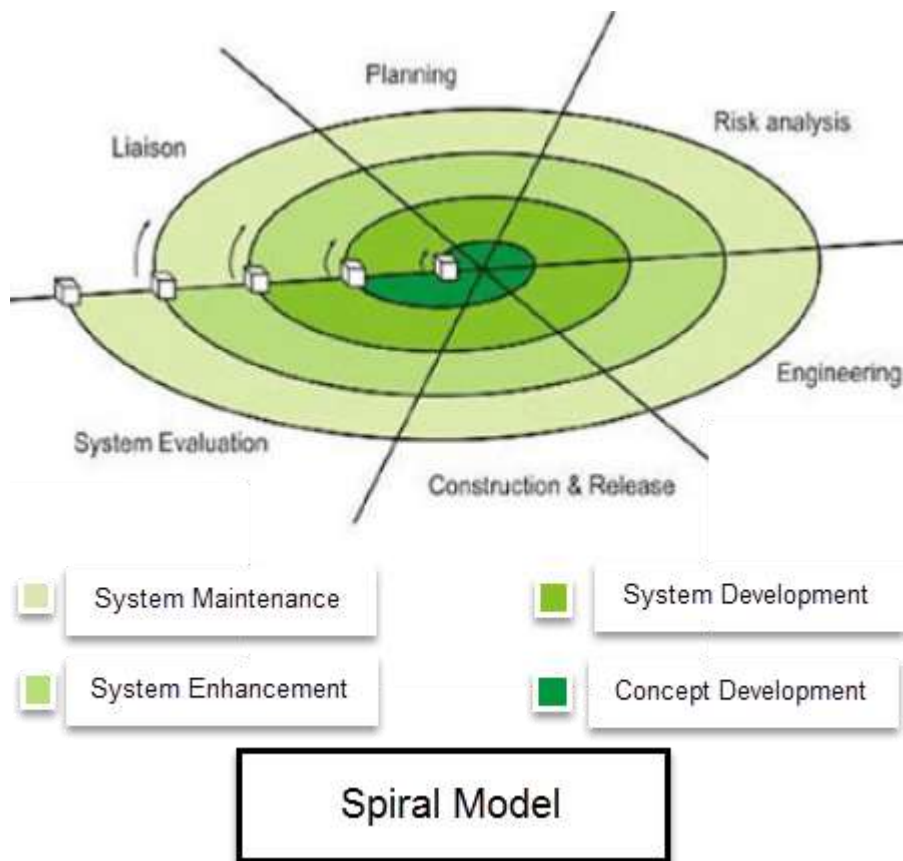 Planning
Risk analysis
Liaison
Engineering
System Evaluation
Construction & Release
System Maintenance
System Development
System Enhancement
Concept Development
Spiral Model